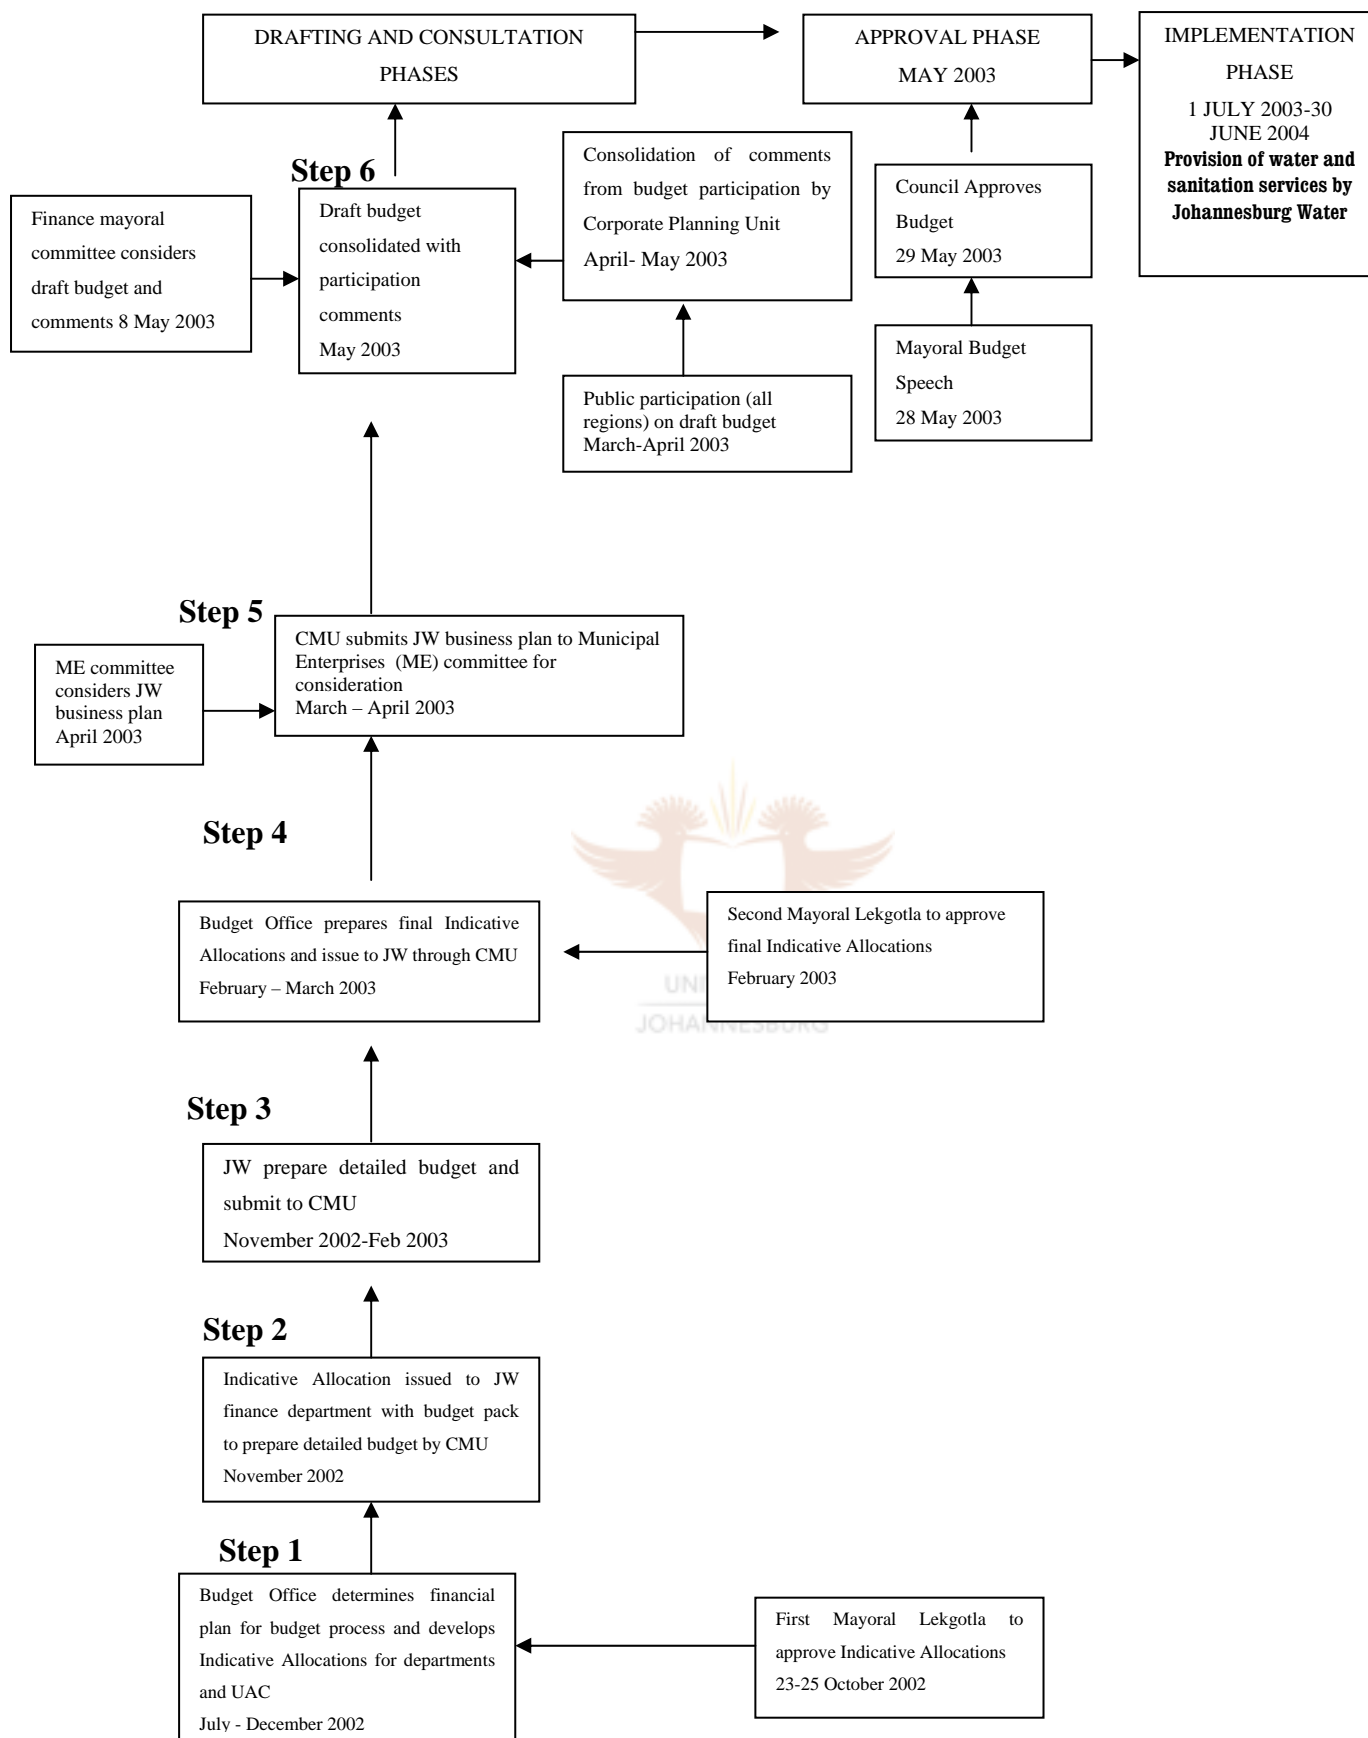 DRAFTING AND CONSULTATION
PHASES
APPROVAL PHASE
MAY 2003
IMPLEMENTATION
PHASE
1 JULY 2003-30
JUNE 2004
Provision of water and
sanitation services by
Johannesburg Water
Step 6
Finance mayoral
committee considers
draft budget and
comments 8 May 2003
Draft budget
consolidated with
participation
comments
May 2003
Consolidation of comments
from budget participation by
Corporate Planning Unit
April- May 2003
Council Approves
Budget
29 May 2003
Public participation (all
regions) on draft budget
March-April 2003
Mayoral Budget
Speech
28 May 2003
Step 5
ME committee
considers JW
business plan
April 2003
CMU submits JW business plan to Municipal
Enterprises (ME) committee for
consideration
March – April 2003
Step 4
Budget Office prepares final Indicative
Allocations and issue to JW through CMU
February – March 2003
Second Mayoral Lekgotla to approve
final Indicative Allocations
February 2003
UNI
JOHANNESBURG
Step 3
JW prepare detailed budget and
submit to CMU
November 2002-Feb 2003
Step 2
Indicative Allocation issued to JW
finance department with budget pack
to prepare detailed budget by CMU
November 2002
Step 1
Budget Office determines financial
plan for budget process and develops
Indicative Allocations for departments
and UAC
July - December 2002
First Mayoral Lekgotla to
approve Indicative Allocations
23-25 October 2002